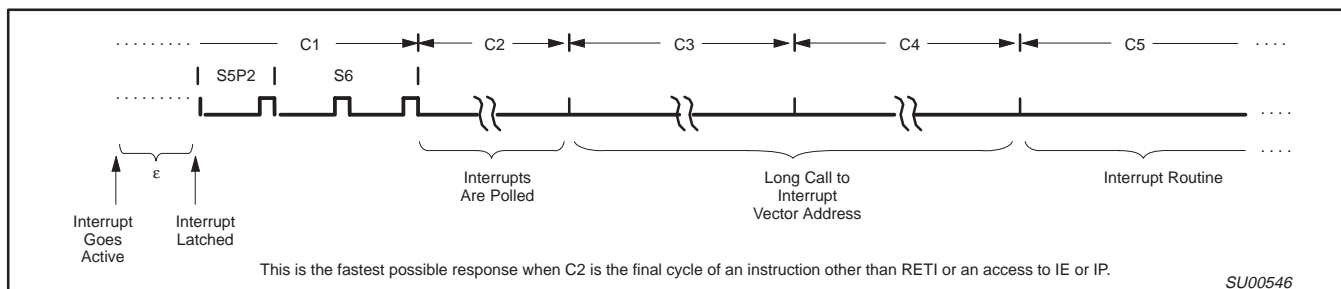 C1 C2 C3 C4 C5
S5P2 S6
ε
Interrupts
Are Polled
Long Call to
Interrupt
Vector Address
Interrupt Routine
Interrupt
Goes
Active
Interrupt
Latched
This is the fastest possible response when C2 is the final cycle of an instruction other than RETI or an access to IE or IP.
SU00546